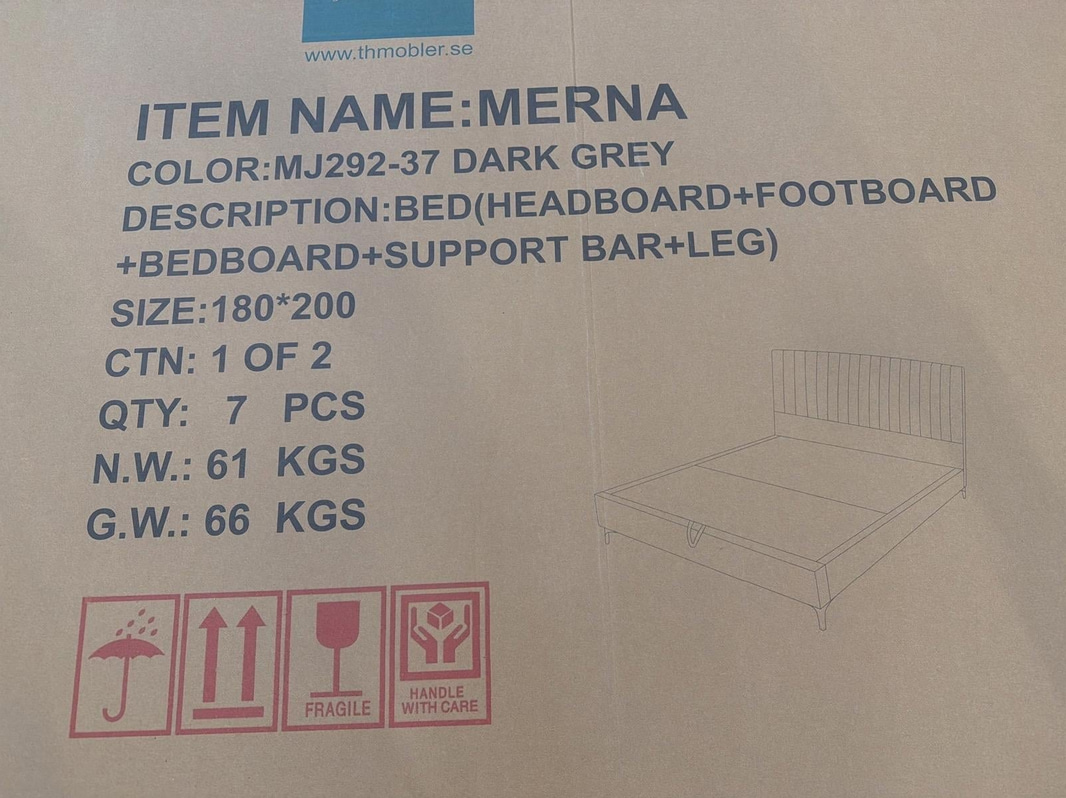 www.thmobler.se
ITEM NAME:MERNA
COLOR:MJ292-37 DARK GREY
DESCRIPTION:BED(HEADBOARD+FOOTBOARD
+BEDBOARD+SUPPORT BAR+LEG)
SIZE:180*200
CTN: 1 OF 2
QTY: 7 PCS
N.W.: 61 KGS
G.W.: 66 KGS
FRAGILE
HANDLE
WITH CARE